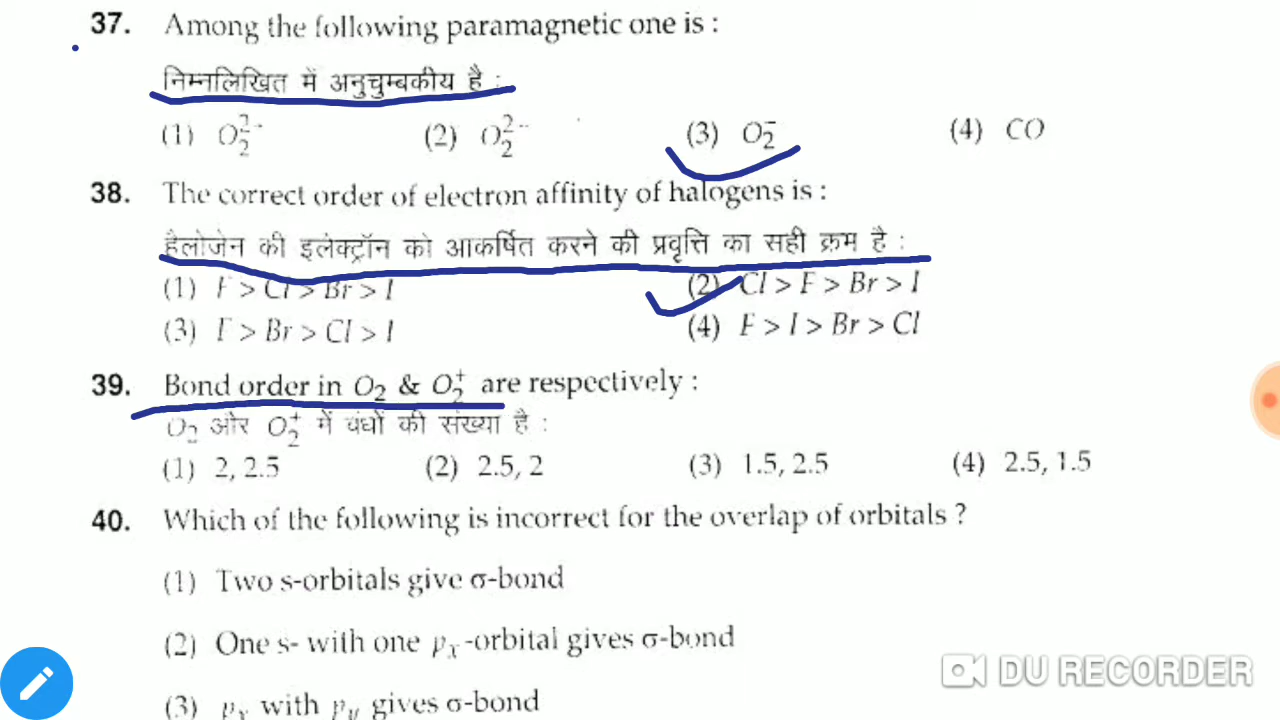 37. Among the following paramagnetic one is :
निम्नलिखित में अनुचुम्बकीय है :
(1) O₂²⁺ (2) O₂²⁻ (3) O₂⁻ (4) CO
38. The correct order of electron affinity of halogens is :
हैलोजेन की इलेक्ट्रॉन को आकर्षित करने की प्रवृत्ति का सही क्रम है :
(1) F > Cl > Br > I (2) Cl > F > Br > I
(3) F > Br > Cl > I (4) F > I > Br > Cl
39. Bond order in O₂ & O₂⁺ are respectively :
O₂ और O₂⁺ में बंधों की संख्या है :
(1) 2, 2.5 (2) 2.5, 2 (3) 1.5, 2.5 (4) 2.5, 1.5
40. Which of the following is incorrect for the overlap of orbitals ?
(1) Two s-orbitals give σ-bond
(2) One s- with one pₓ-orbital gives σ-bond
(3) pₓ with p_y gives σ-bond
DU RECORDER